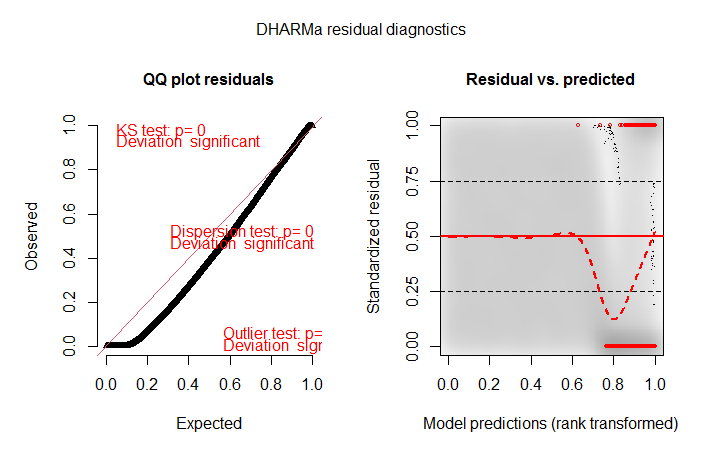 DHARMa residual diagnostics
QQ plot residuals
KS test: p= 0
Deviation significant
Dispersion test: p= 0
Deviation significant
Outlier test: p=
Deviation sign
Observed
0.0 0.2 0.4 0.6 0.8 1.0
0.0 0.2 0.4 0.6 0.8 1.0
Expected
Residual vs. predicted
Standardized residual
0.00 0.25 0.50 0.75 1.00
0.0 0.2 0.4 0.6 0.8 1.0
Model predictions (rank transformed)